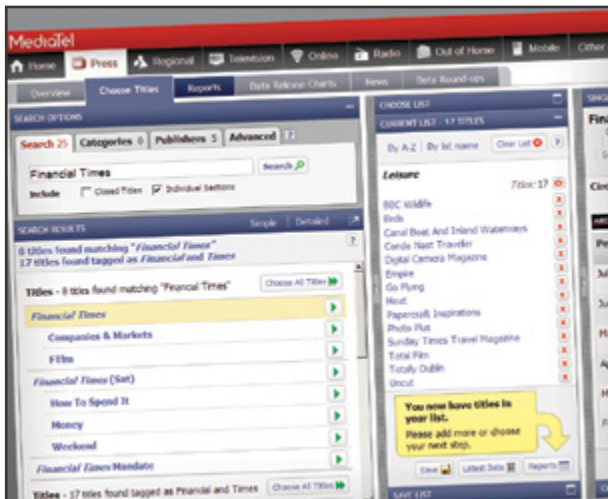 MediaTel
Home
Press
Regional
Television
Online
Radio
Out of Home
Mobile
Other
Overview
Choose Titles
Reports
Data Release Charts
News
Data Round-ups
SEARCH OPTIONS
Search 25
Categories 0
Publishers 5
Advanced
?
Financial Times
Search
Include
Closed Titles
Individual Sections
SEARCH RESULTS
Simple
Detailed
8 titles found matching "Financial Times"
17 titles found tagged as Financial and Times
?
Titles - 8 titles found matching "Financial Times"
Choose All Titles
Financial Times
Companies & Markets
FTfm
Financial Times (Sat)
How To Spend It
Money
Weekend
Financial Times Mandate
Titles - 17 titles found tagged as Financial and Times
Choose All Titles
CHOOSE LIST
CURRENT LIST - 17 TITLES
By A-Z
By list name
Clear List
?
Leisure
Titles: 17
BBC Wildlife
Birds
Canal Boat And Inland Waterways
Conde Nast Traveller
Digital Camera Magazine
Empire
Go Flying
Heat
Papercraft Inspirations
Photo Plus
Sunday Times Travel Magazine
Total Film
Totally Dublin
Uncut
You now have titles in
your list.
Please add more or choose
your next step.
Save
Latest Data
Reports
SAVE LIST